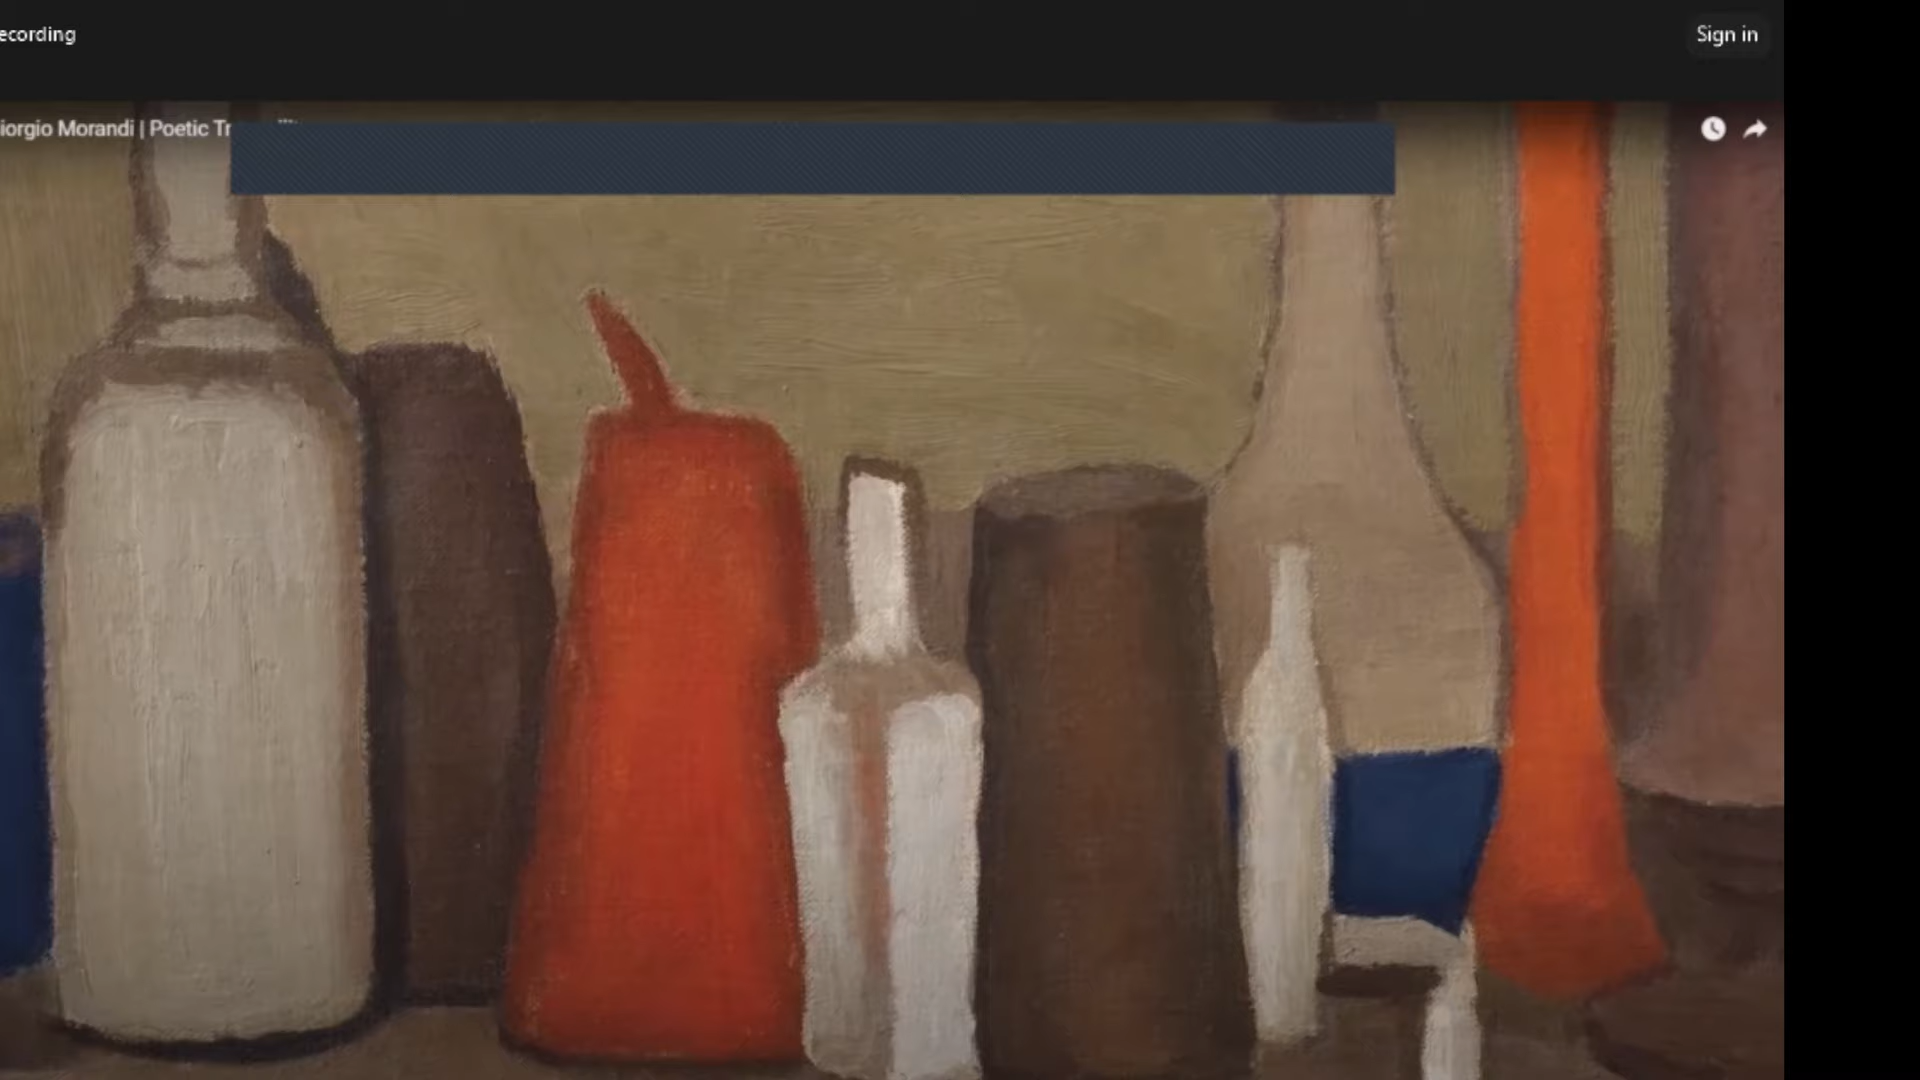 ecording
Sign in
iorgio Morandi | Poetic Tr